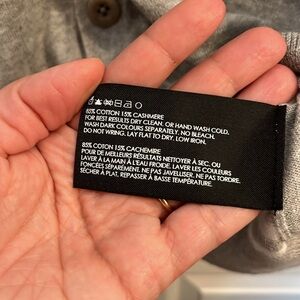 85% COTTON 15% CASHMERE
FOR BEST RESULTS DRY CLEAN, OR HAND WASH COLD,
WASH DARK COLOURS SEPARATELY, NO BLEACH.
DO NOT WRING. LAY FLAT TO DRY. LOW IRON.
85% COTON 15% CACHEMIRE
POUR DE MEILLEURS RÉSULTATS NETTOYER À SEC, OU
LAVER À LA MAIN À L'EAU FROIDE. LAVER LES COULEURS
FONCÉES SÉPARÉMENT. NE PAS JAVELLISER. NE PAS TORDRE.
SÉCHER À PLAT. REPASSER À BASSE TEMPÉRATURE.